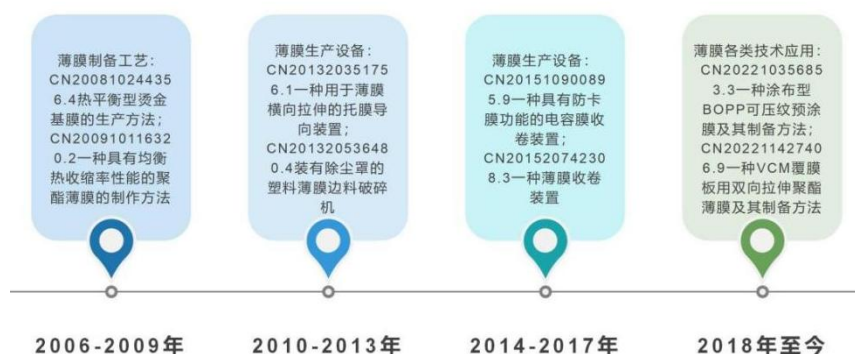 薄膜制备工艺：
CN20081024435
6.4热平衡型烫金
基膜的生产方法；
CN20091011632
0.2一种具有均衡
热收缩率性能的聚
酯薄膜的制作方法
薄膜生产设备：
CN20132035175
6.1一种用于薄膜
横向拉伸的托膜导
向装置；
CN20132053648
0.4装有除尘罩的
塑料薄膜边料破碎
机
薄膜生产设备：
CN20151090089
5.9一种具有防卡
膜功能的电容膜收
卷装置；
CN20152074230
8.3一种薄膜收卷
装置
薄膜各类技术应用：
CN20221035685
3.3一种涂布型
BOPP可压纹预涂
膜及其制备方法；
CN20221142740
6.9一种VCM覆膜
板用双向拉伸聚酯
薄膜及其制备方法
2006-2009年
2010-2013年
2014-2017年
2018年至今